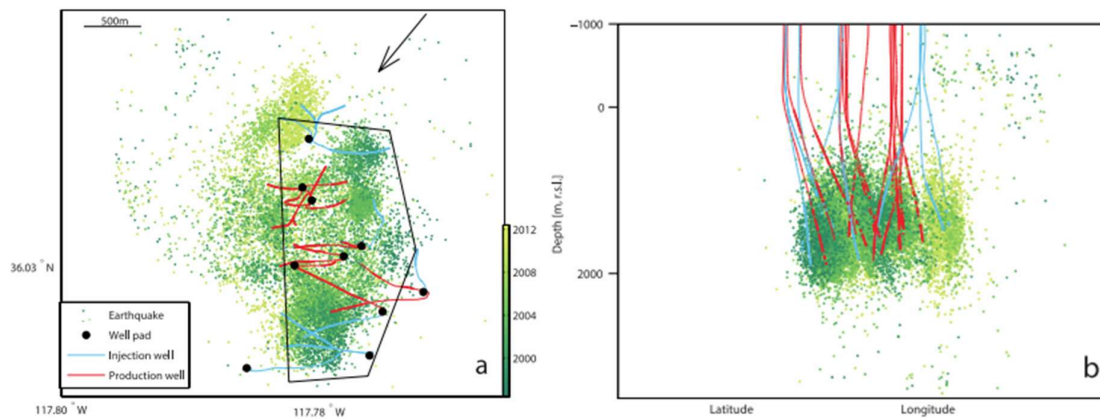 500m
2012
2008
2004
2000
36.03 ° N
Earthquake
Well pad
Injection well
Production well
a
117.80 ° W
117.78 ° W
−1000
0
2000
Depth [m, r.s.l.]
b
Latitude
Longitude